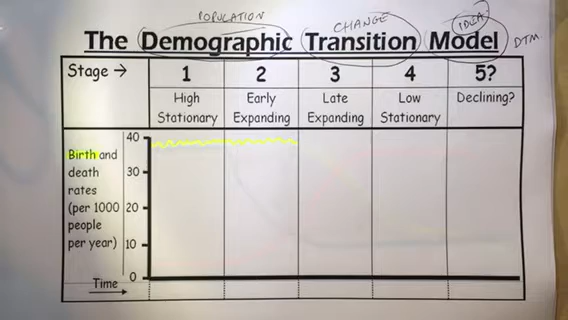 POPULATION
CHANGE
IDEA
The Demographic Transition Model
DTM
Stage → 1 2 3 4 5?
High Stationary
Early Expanding
Late Expanding
Low Stationary
Declining?
Birth and
death
rates
(per 1000
people
per year)
40
30
20
10
0
Time